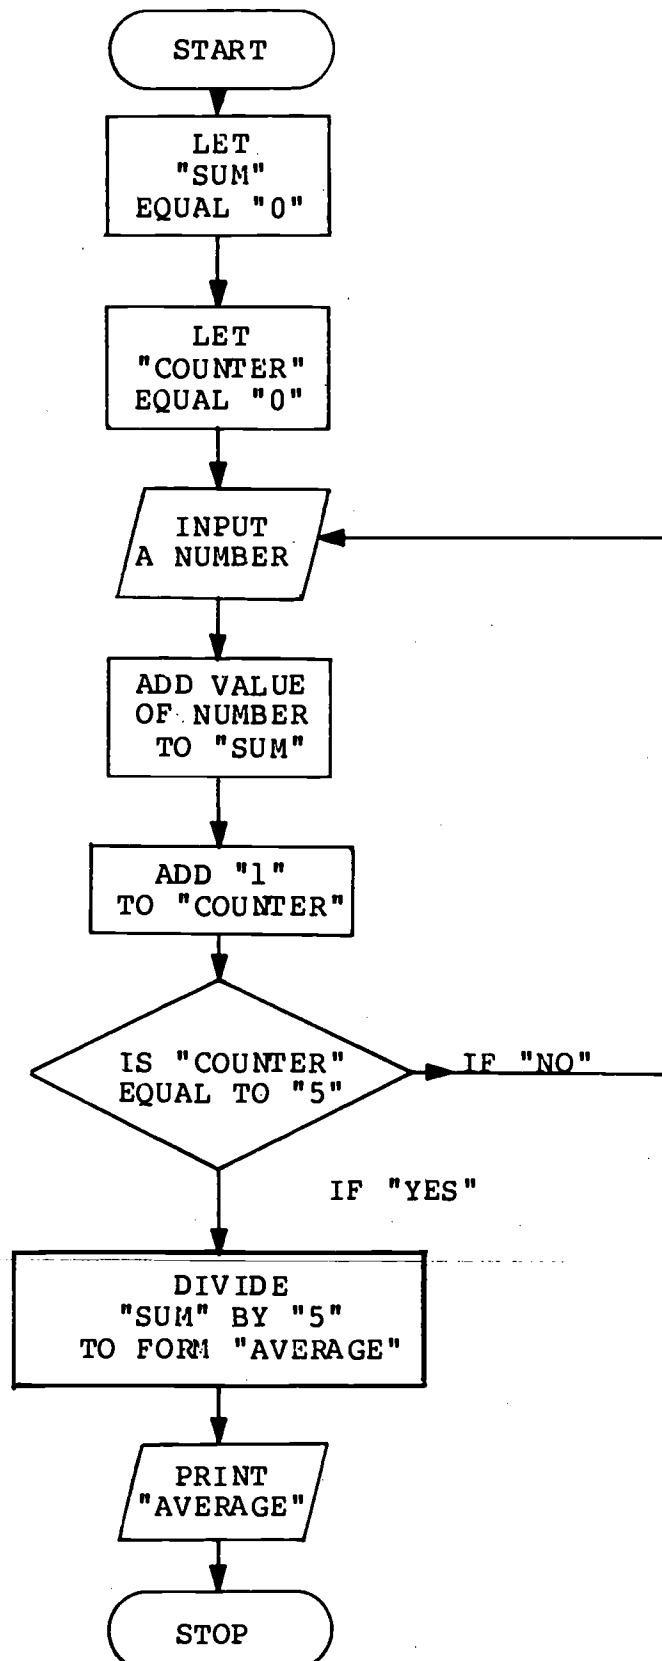 START
LET
"SUM"
EQUAL "0"
LET
"COUNTER"
EQUAL "0"
INPUT
A NUMBER
ADD VALUE
OF NUMBER
TO "SUM"
ADD "1"
TO "COUNTER"
IS "COUNTER"
EQUAL TO "5"
IF "NO"
IF "YES"
DIVIDE
"SUM" BY "5"
TO FORM "AVERAGE"
PRINT
"AVERAGE"
STOP